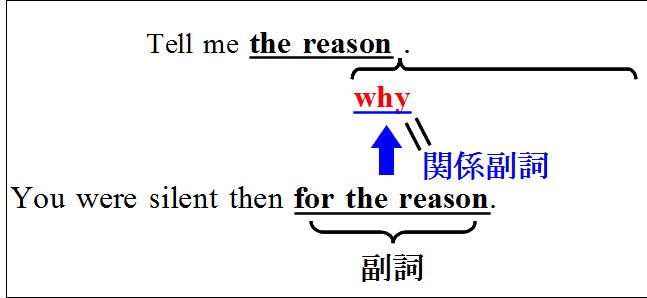 Tell me the reason .
why
関係副詞
You were silent then for the reason.
副詞